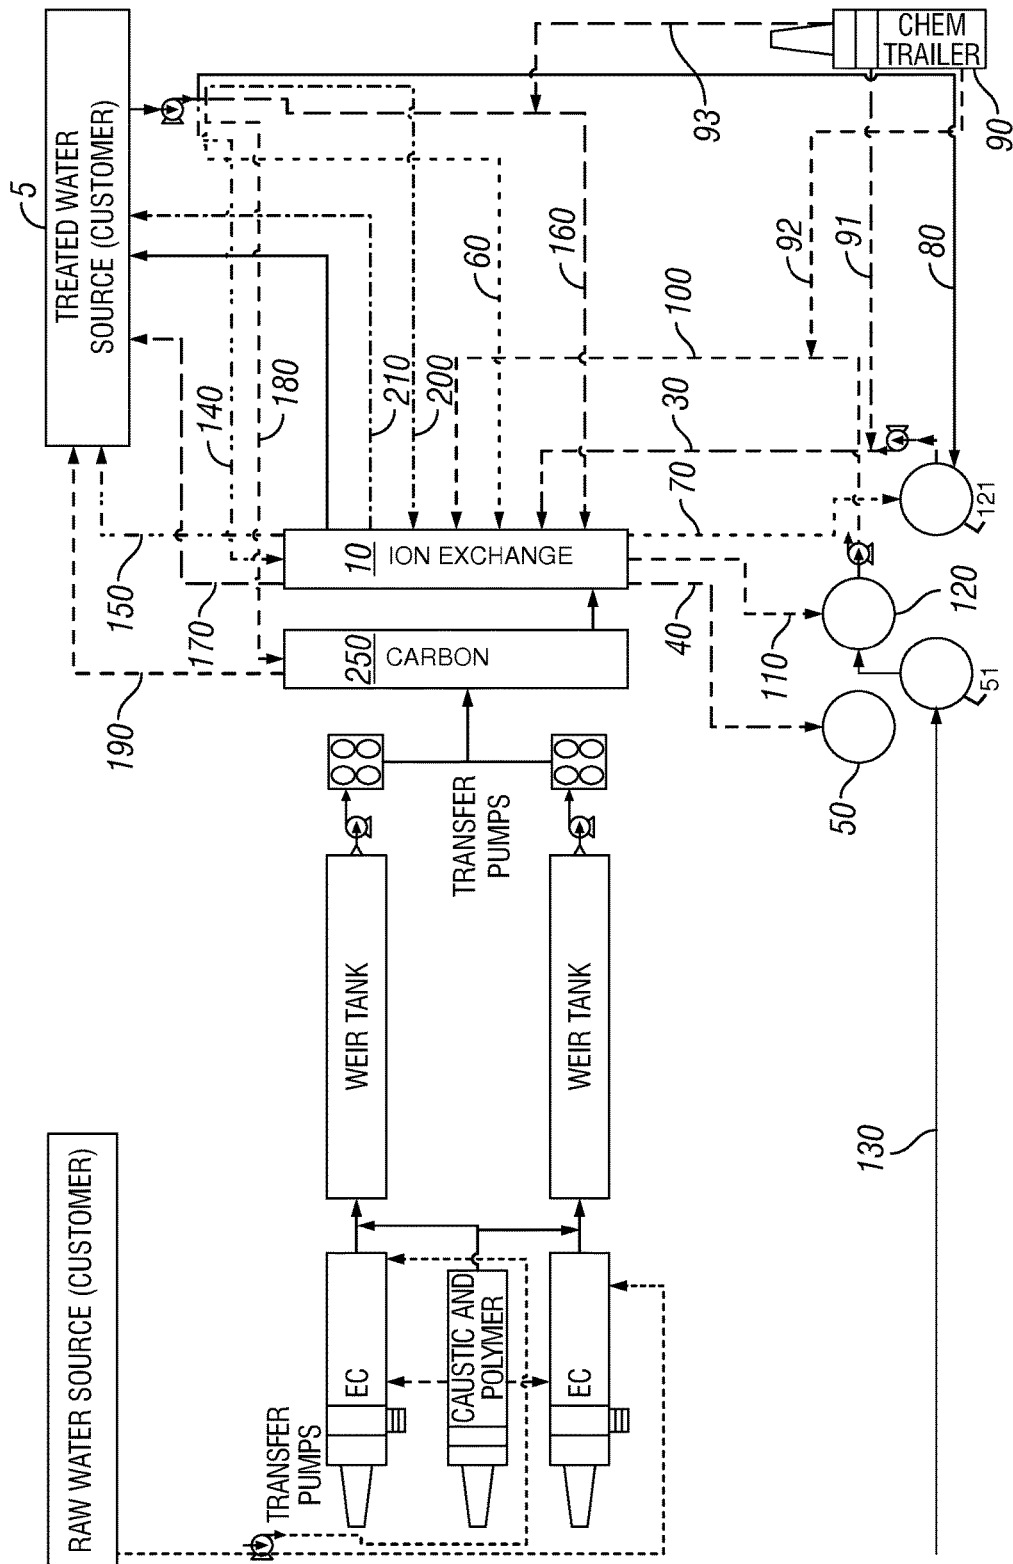 5
TREATED WATER
SOURCE (CUSTOMER)
CHEM
TRAILER
93
90
60
160
92
91
80
100
140
180
210
200
30
70
150
170
190
10 ION EXCHANGE
250 CARBON
40
110
120
121
51
50
TRANSFER
PUMPS
WEIR TANK
WEIR TANK
130
RAW WATER SOURCE (CUSTOMER)
EC
CAUSTIC AND
POLYMER
EC
TRANSFER
PUMPS